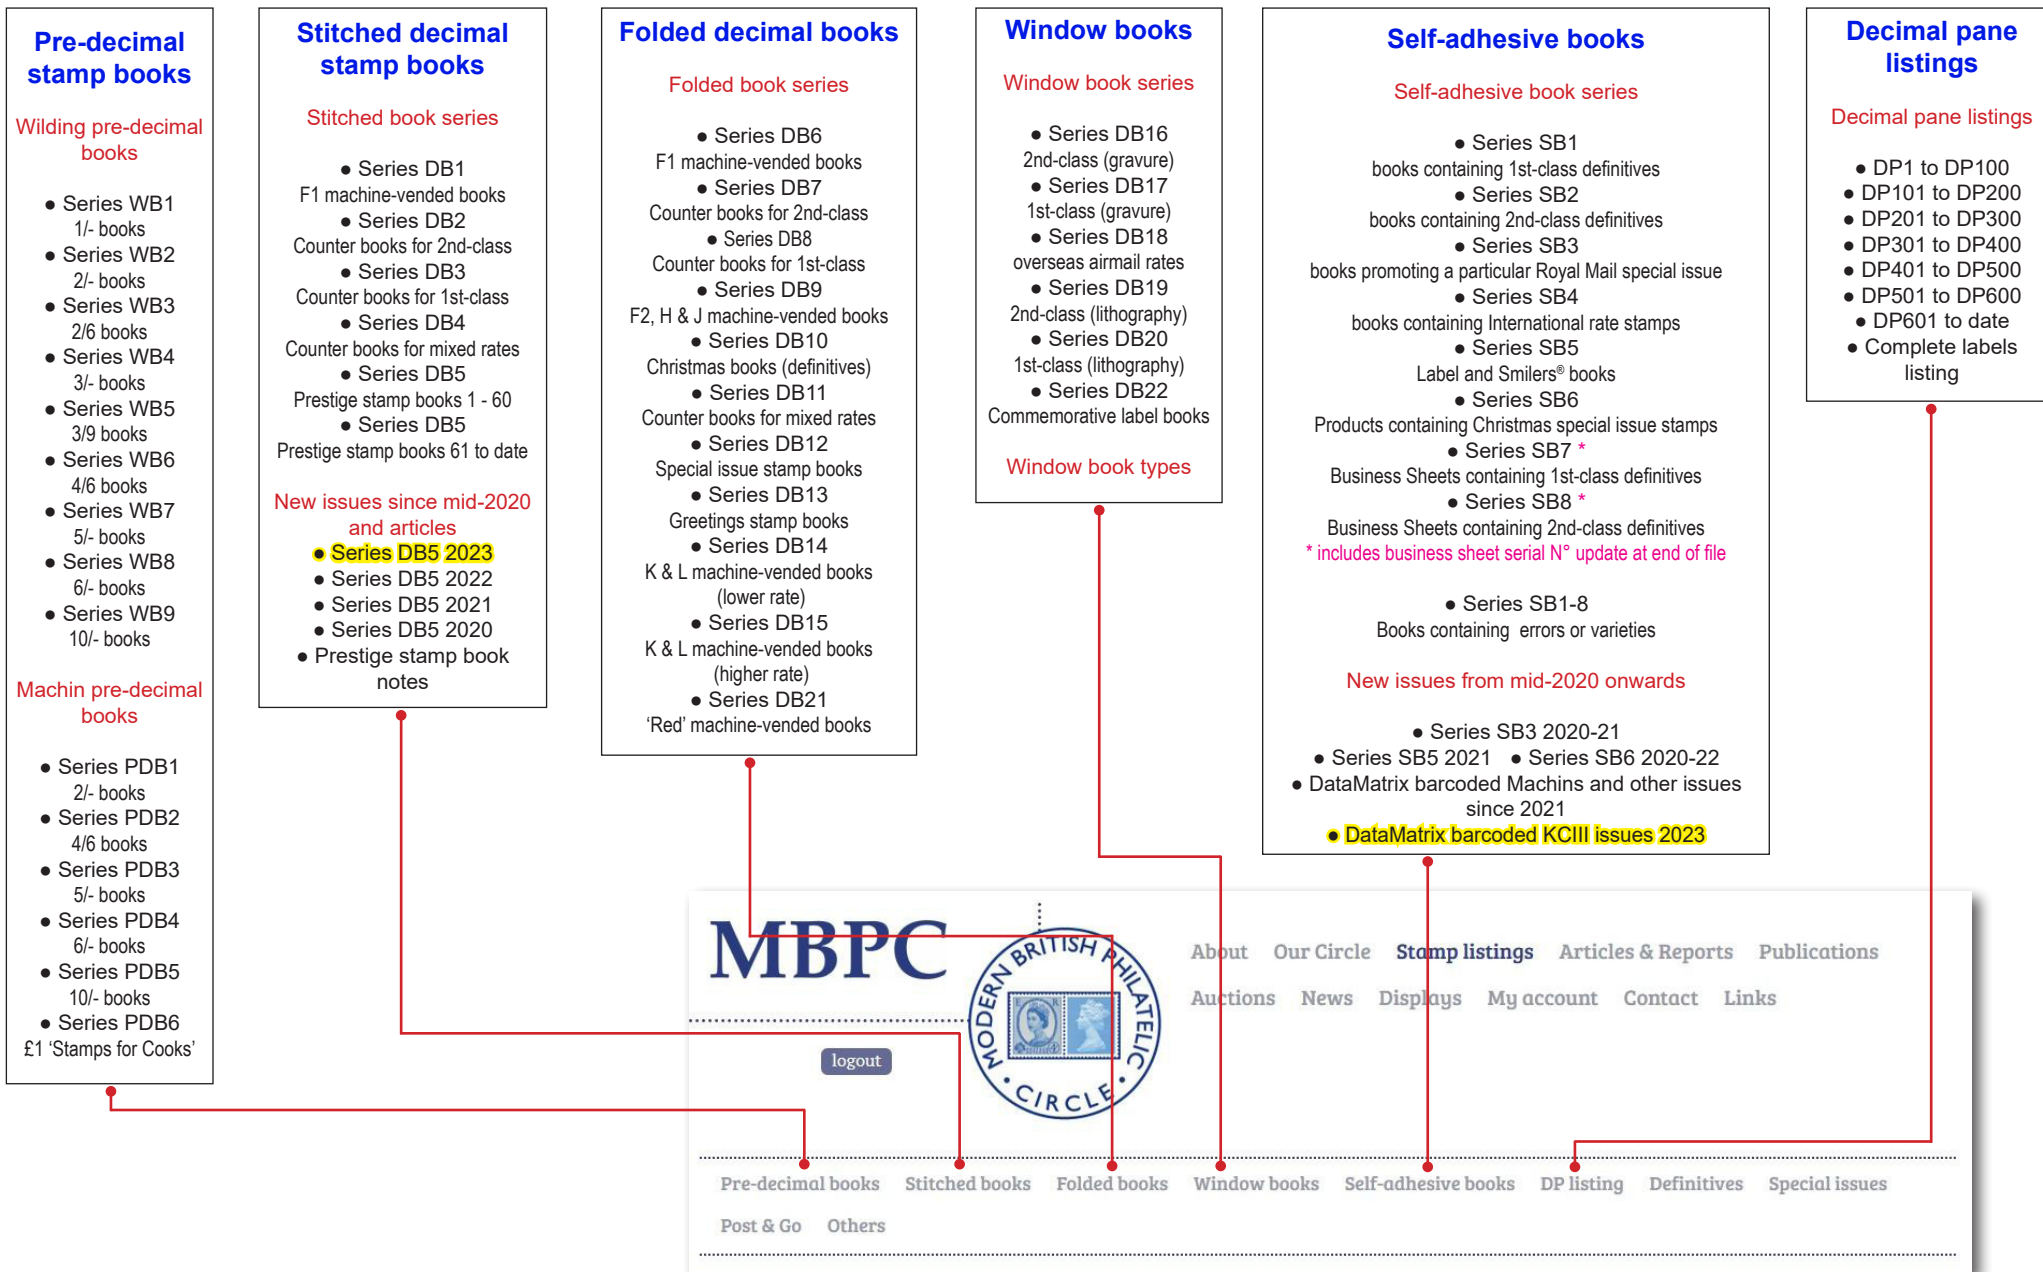 Pre-decimal
stamp books
Wilding pre-decimal
books
● Series WB1
1/- books
● Series WB2
2/- books
● Series WB3
2/6 books
● Series WB4
3/- books
● Series WB5
3/9 books
● Series WB6
4/6 books
● Series WB7
5/- books
● Series WB8
6/- books
● Series WB9
10/- books
Machin pre-decimal
books
● Series PDB1
2/- books
● Series PDB2
4/6 books
● Series PDB3
5/- books
● Series PDB4
6/- books
● Series PDB5
10/- books
● Series PDB6
£1 ‘Stamps for Cooks’
Stitched decimal
stamp books
Stitched book series
● Series DB1
F1 machine-vended books
● Series DB2
Counter books for 2nd-class
● Series DB3
Counter books for 1st-class
● Series DB4
Counter books for mixed rates
● Series DB5
Prestige stamp books 1 - 60
● Series DB5
Prestige stamp books 61 to date
New issues since mid-2020
and articles
● Series DB5 2023
● Series DB5 2022
● Series DB5 2021
● Series DB5 2020
● Prestige stamp book
notes
Folded decimal books
Folded book series
● Series DB6
F1 machine-vended books
● Series DB7
Counter books for 2nd-class
● Series DB8
Counter books for 1st-class
● Series DB9
F2, H & J machine-vended books
● Series DB10
Christmas books (definitives)
● Series DB11
Counter books for mixed rates
● Series DB12
Special issue stamp books
● Series DB13
Greetings stamp books
● Series DB14
K & L machine-vended books
(lower rate)
● Series DB15
K & L machine-vended books
(higher rate)
● Series DB21
‘Red’ machine-vended books
Window books
Window book series
● Series DB16
2nd-class (gravure)
● Series DB17
1st-class (gravure)
● Series DB18
overseas airmail rates
● Series DB19
2nd-class (lithography)
● Series DB20
1st-class (lithography)
● Series DB22
Commemorative label books
Window book types
Self-adhesive books
Self-adhesive book series
● Series SB1
books containing 1st-class definitives
● Series SB2
books containing 2nd-class definitives
● Series SB3
books promoting a particular Royal Mail special issue
● Series SB4
books containing International rate stamps
● Series SB5
Label and Smilers® books
● Series SB6
Products containing Christmas special issue stamps
● Series SB7 *
Business Sheets containing 1st-class definitives
● Series SB8 *
Business Sheets containing 2nd-class definitives
* includes business sheet serial N° update at end of file
● Series SB1-8
Books containing errors or varieties
New issues from mid-2020 onwards
● Series SB3 2020-21
● Series SB5 2021 ● Series SB6 2020-22
● DataMatrix barcoded Machins and other issues
since 2021
● DataMatrix barcoded KCIII issues 2023
Decimal pane
listings
Decimal pane listings
● DP1 to DP100
● DP101 to DP200
● DP201 to DP300
● DP301 to DP400
● DP401 to DP500
● DP501 to DP600
● DP601 to date
● Complete labels
listing
MBPC
MODERN BRITISH PHILATELIC
• CIRCLE •
E R
About Our Circle Stamp listings Articles & Reports Publications
Auctions News Displays My account Contact Links
logout
Pre-decimal books Stitched books Folded books Window books Self-adhesive books DP listing Definitives Special issues
Post & Go Others